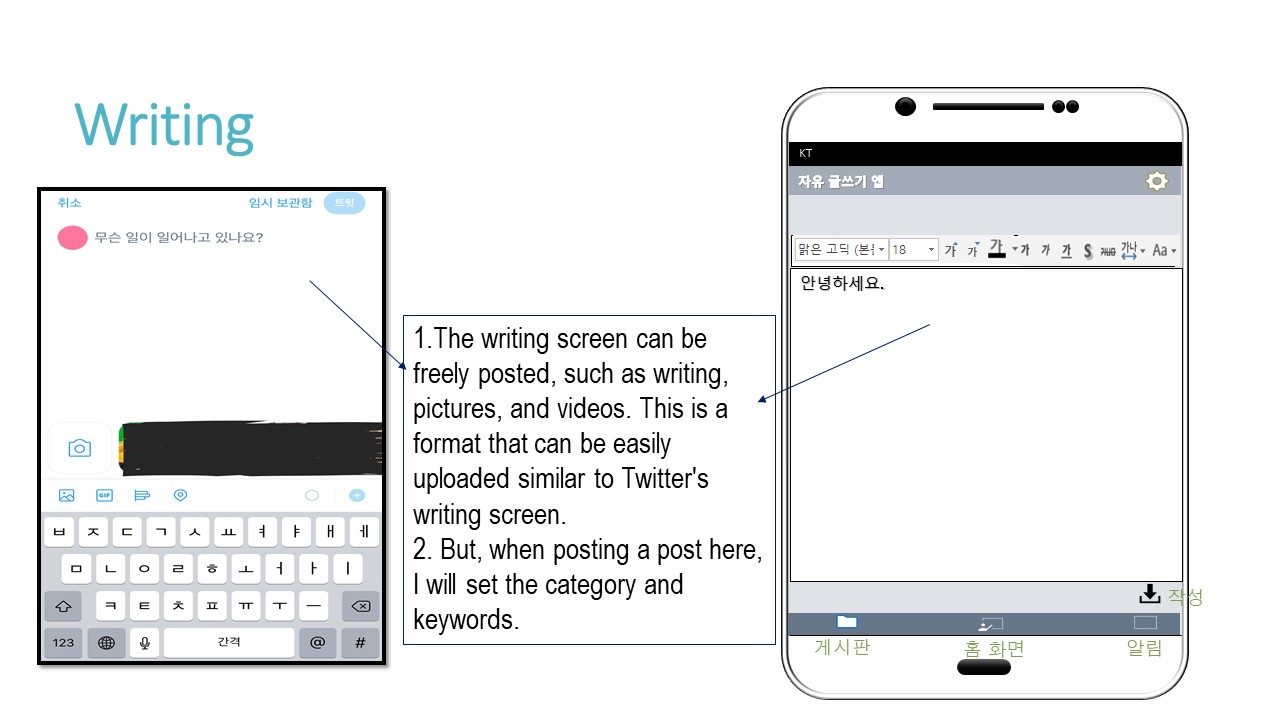 Writing
취소 임시 보관함 트윗
무슨 일이 일어나고 있나요?
GIF
ㅂ ㅈ ㄷ ㄱ ㅅ ㅛ ㅕ ㅑ ㅐ ㅔ
ㅁ ㄴ ㅇ ㄹ ㅎ ㅗ ㅓ ㅏ ㅣ
ㅋ ㅌ ㅊ ㅍ ㅠ ㅜ ㅡ
123 간격 @ #
1.The writing screen can be
freely posted, such as writing,
pictures, and videos. This is a
format that can be easily
uploaded similar to Twitter's
writing screen.
2. But, when posting a post here,
I will set the category and
keywords.
KT
자유 글쓰기 앱
맑은 고딕 (본문 18 가 가 가 가 가 가 S 가나 Aa
안녕하세요.
작성
게시판 홈 화면 알림